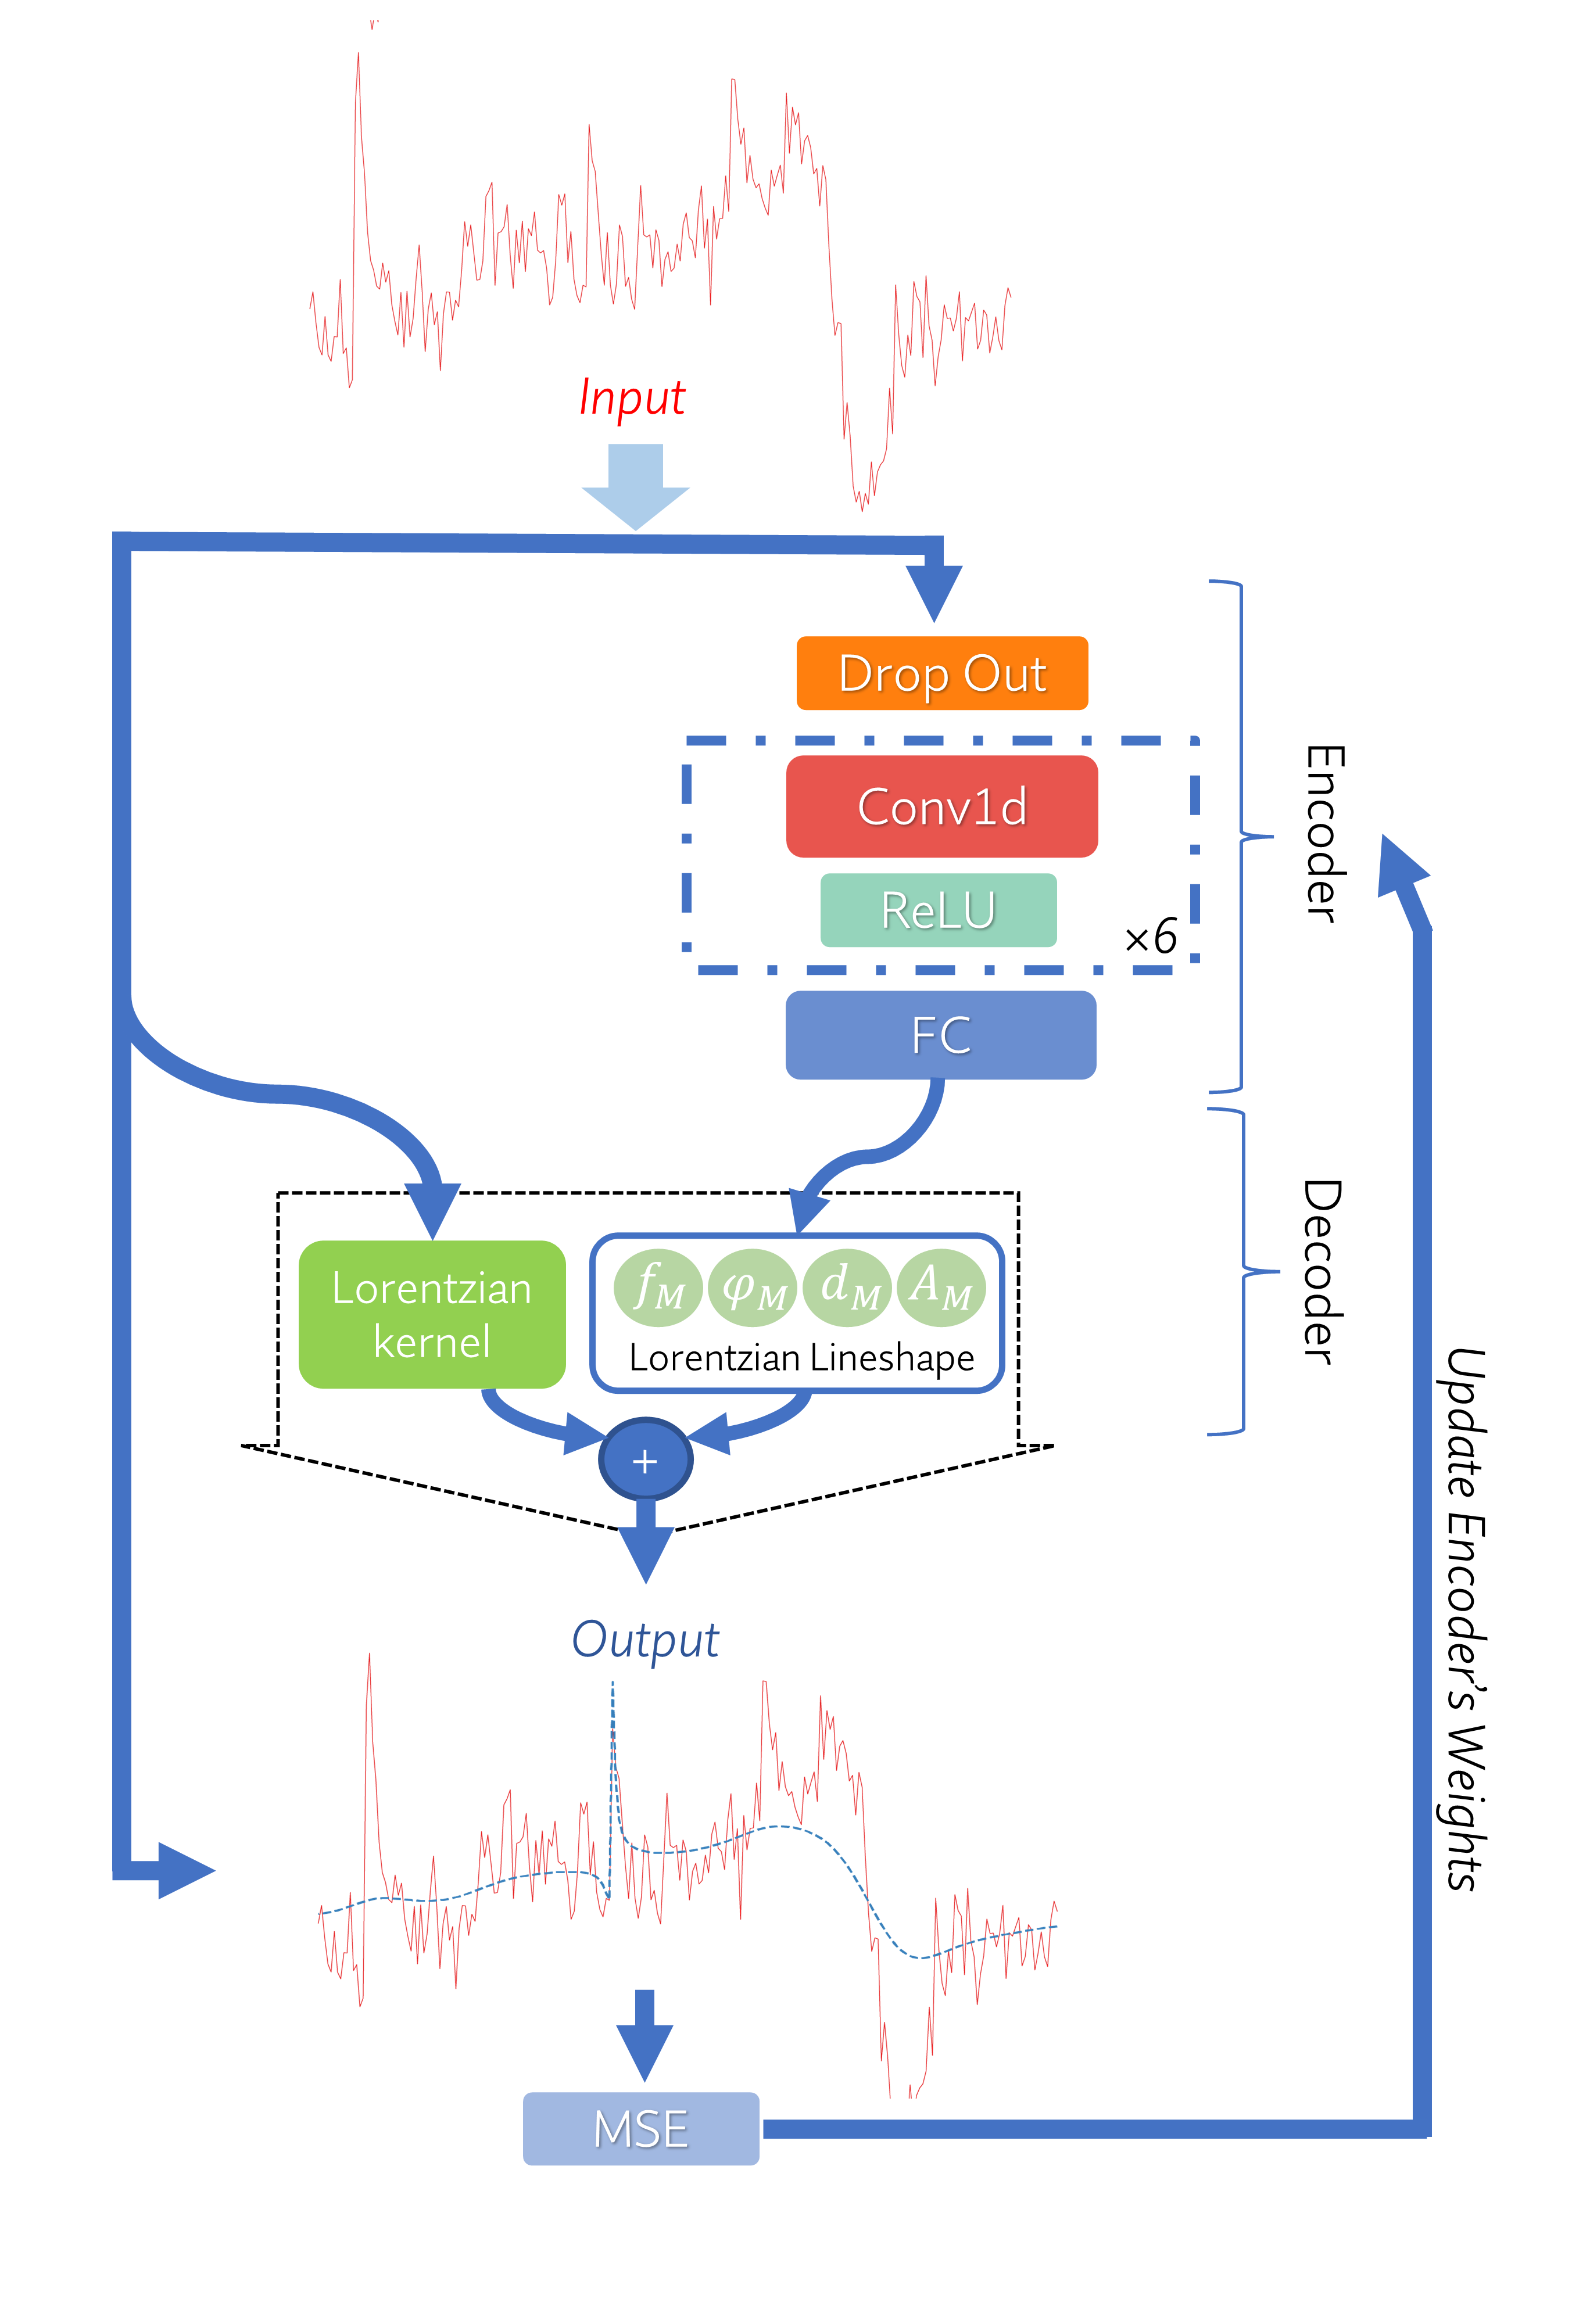 Input
Drop Out
Conv1d
ReLU
×6
FC
Encoder
Decoder
Lorentzian
kernel
f_M φ_M d_M A_M
Lorentzian Lineshape
+
Output
MSE
Update Encoder's Weights